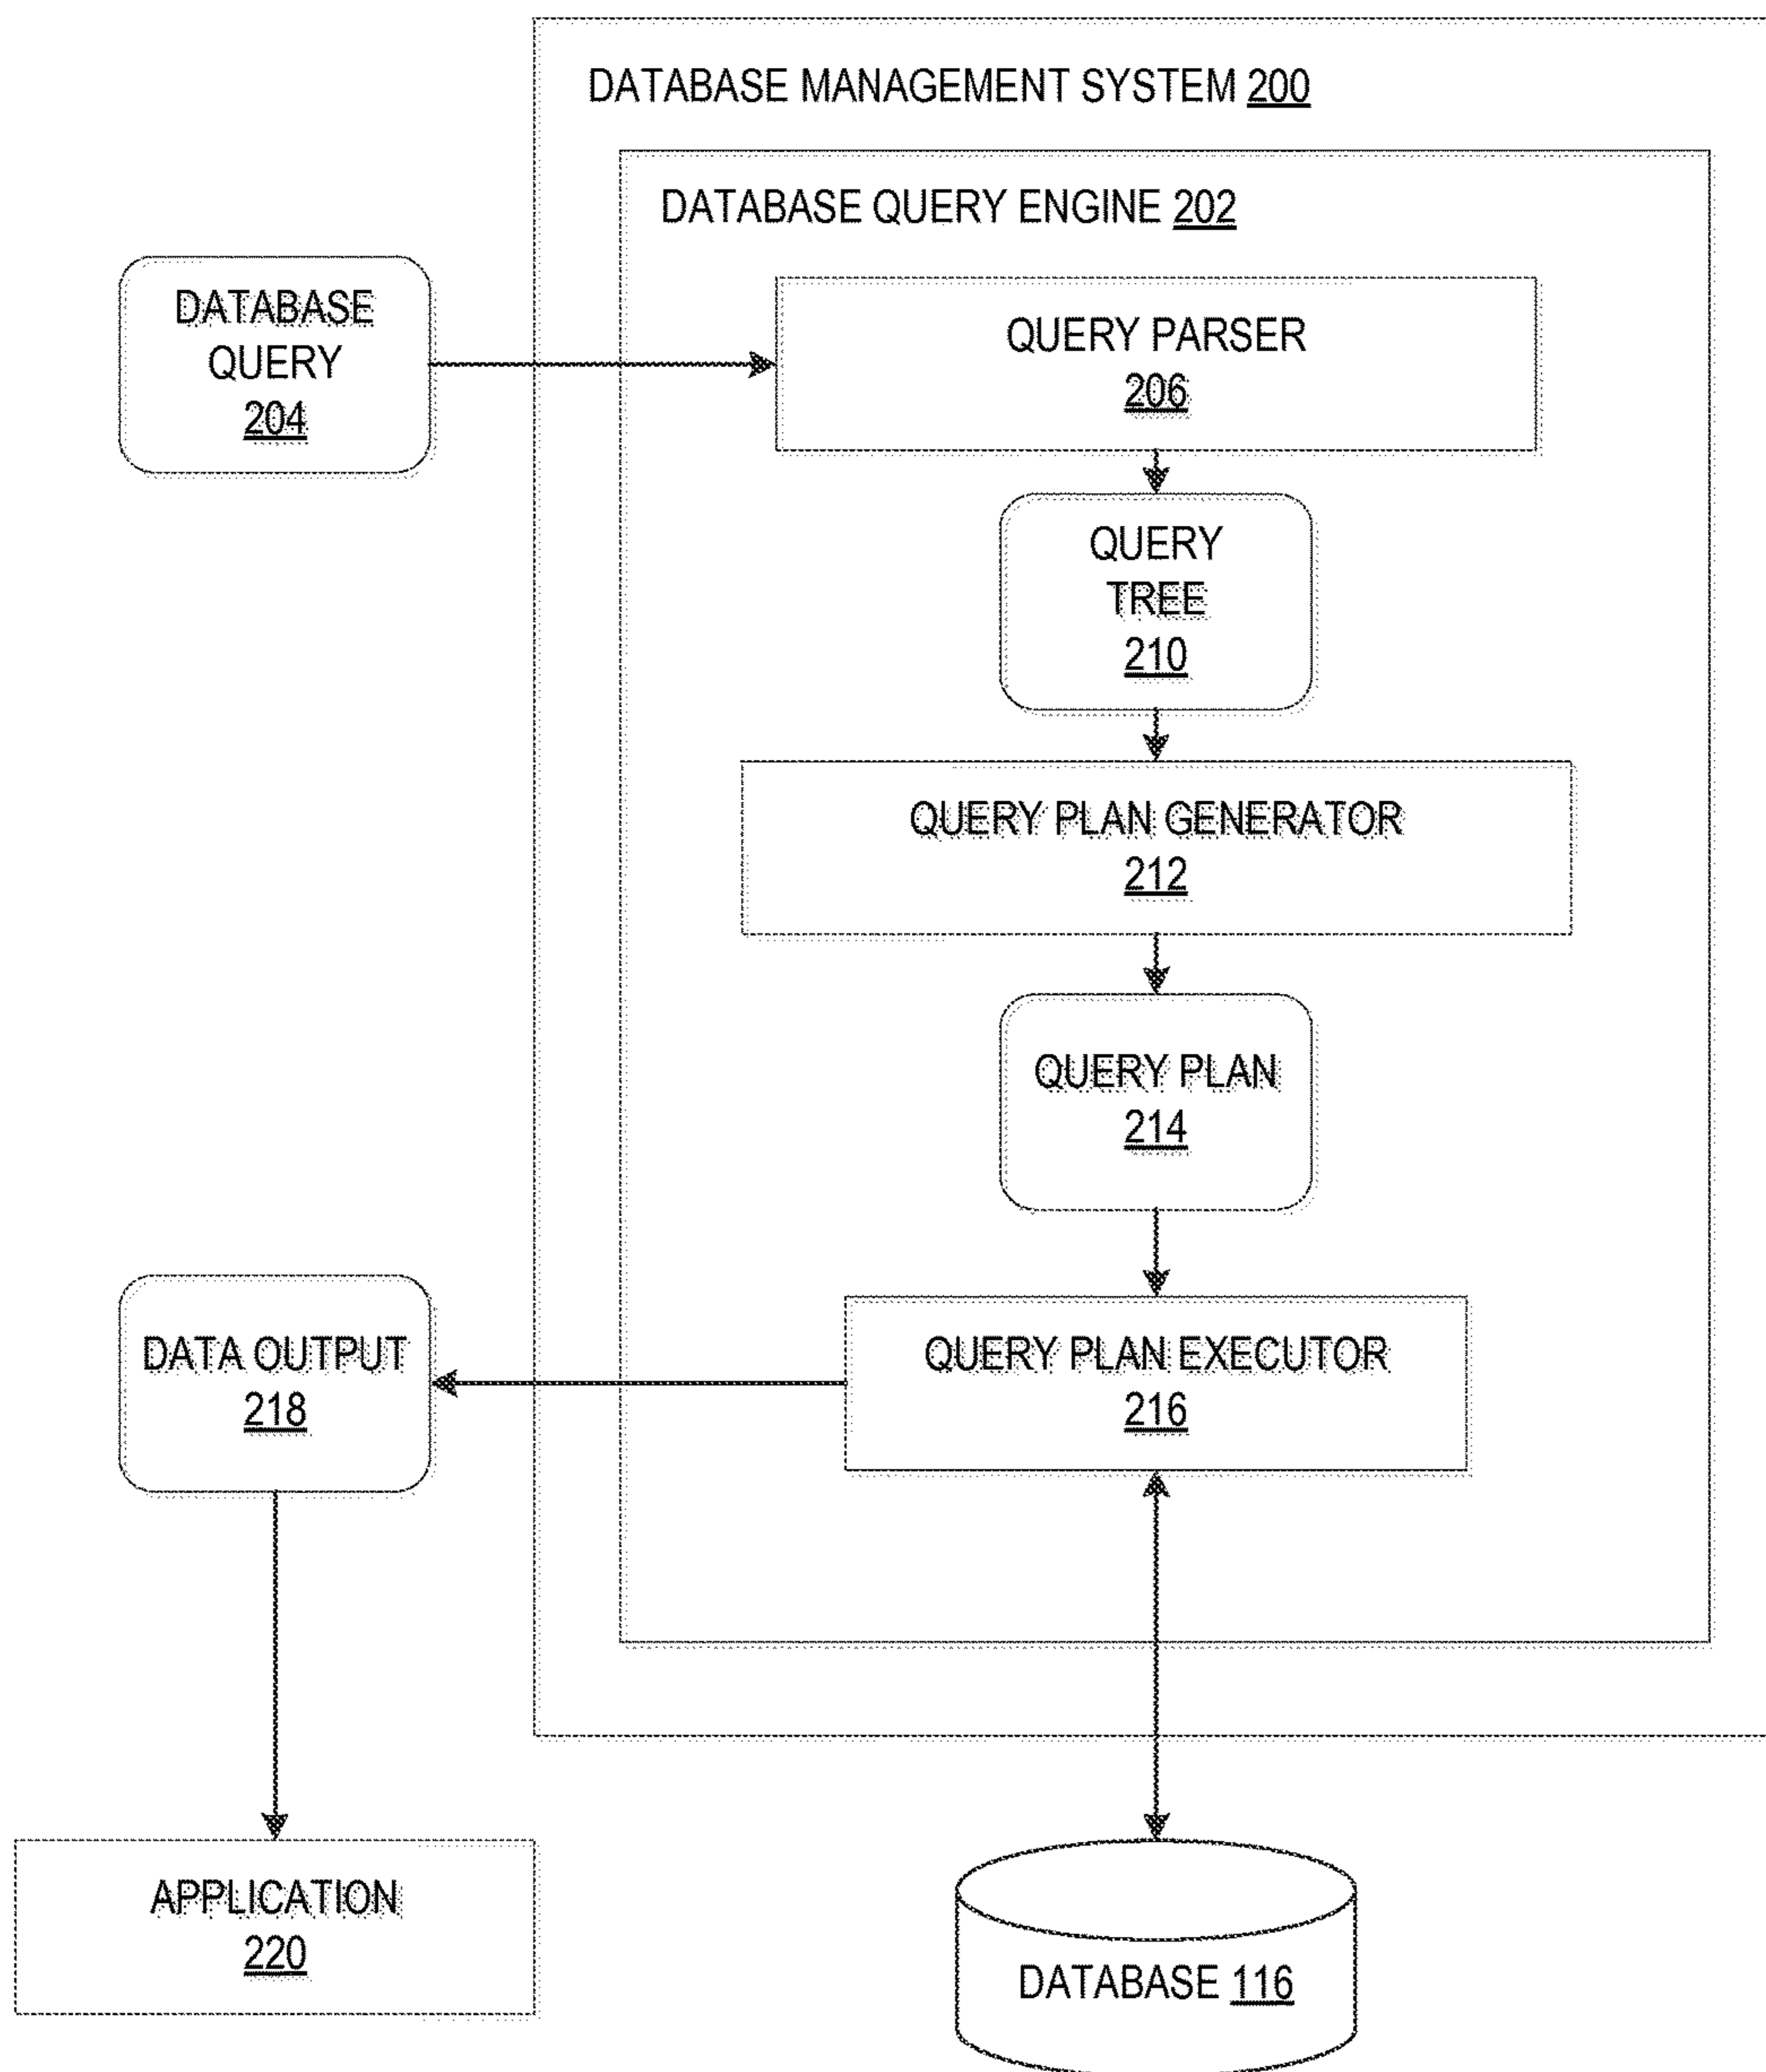 DATABASE MANAGEMENT SYSTEM 200
DATABASE QUERY ENGINE 202
DATABASE
QUERY
204
QUERY PARSER
206
QUERY
TREE
210
QUERY PLAN GENERATOR
212
QUERY PLAN
214
QUERY PLAN EXECUTOR
216
DATA OUTPUT
218
APPLICATION
220
DATABASE 116